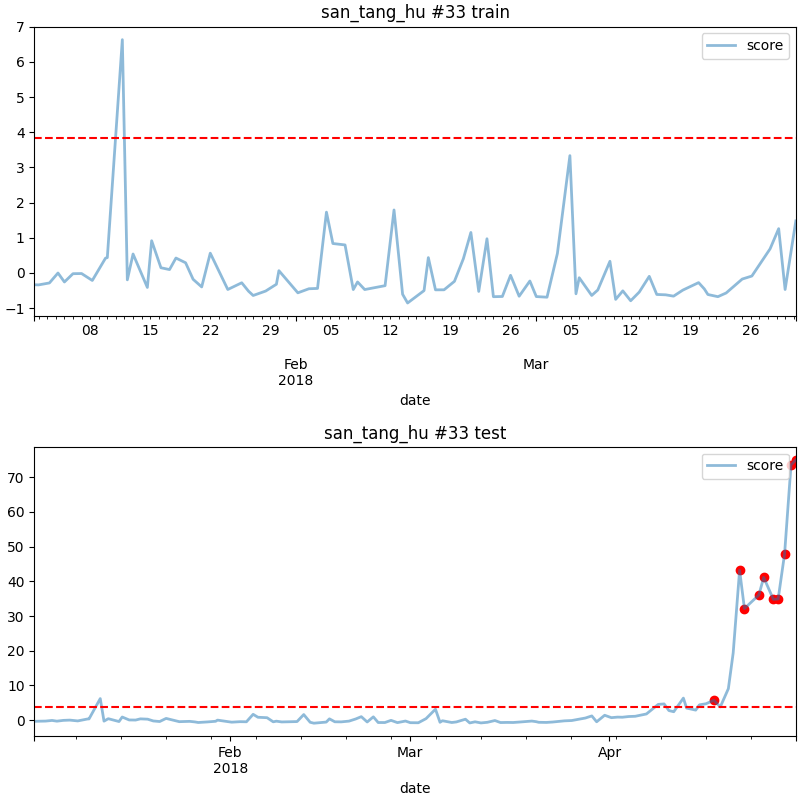 san_tang_hu #33 train
score
7
6
5
4
3
2
1
0
−1
08 15 22 29 05 12 19 26 05 12 19 26
Feb Mar
2018
date
san_tang_hu #33 test
score
70
60
50
40
30
20
10
0
Feb Mar Apr
2018
date